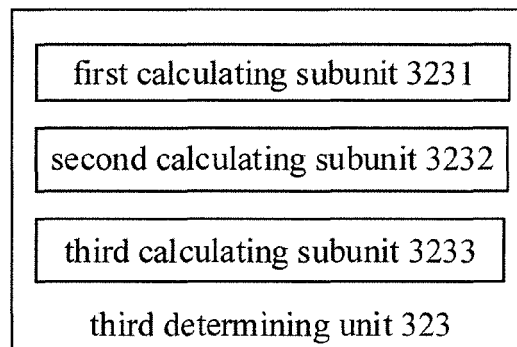 first calculating subunit 3231
second calculating subunit 3232
third calculating subunit 3233
third determining unit 323